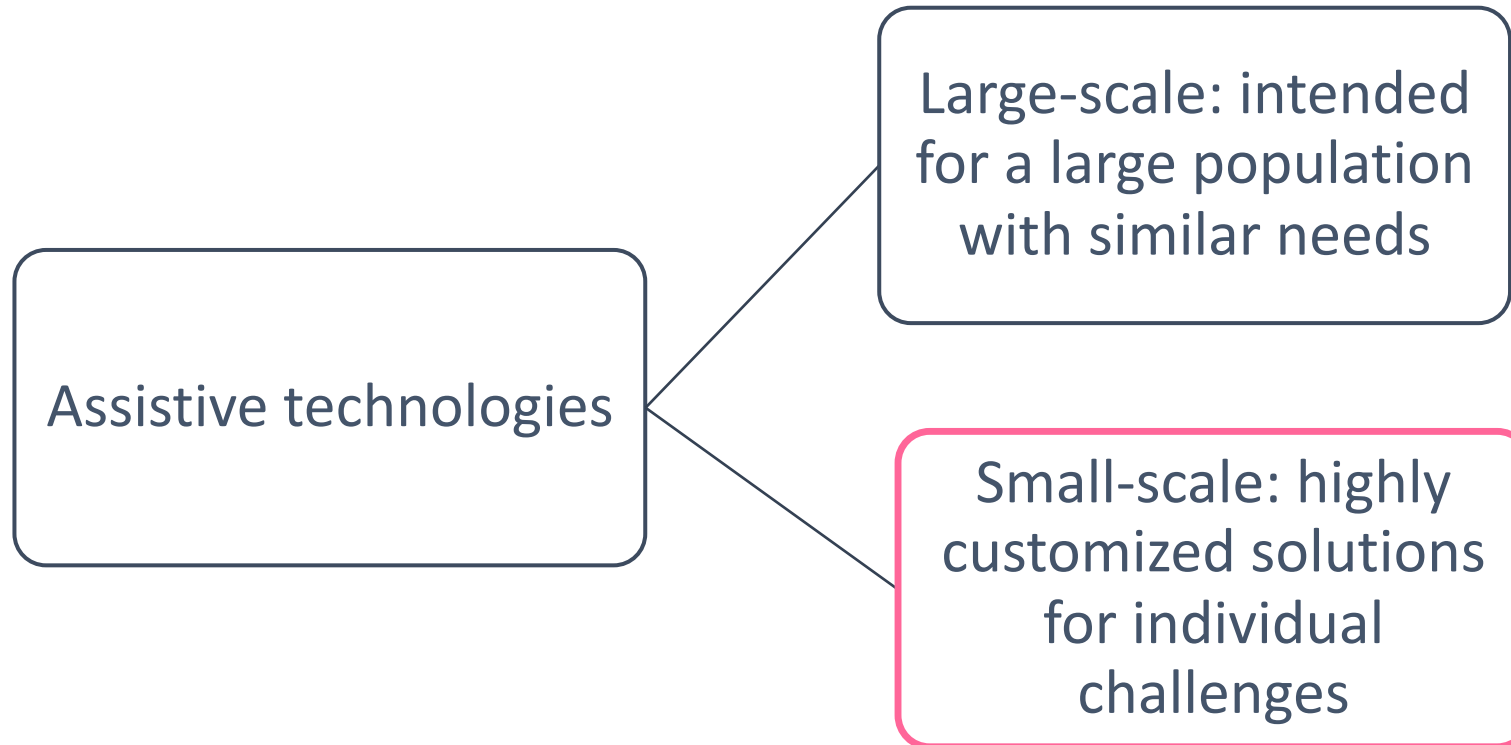 Assistive technologies
Large-scale: intended
for a large population
with similar needs
Small-scale: highly
customized solutions
for individual
challenges